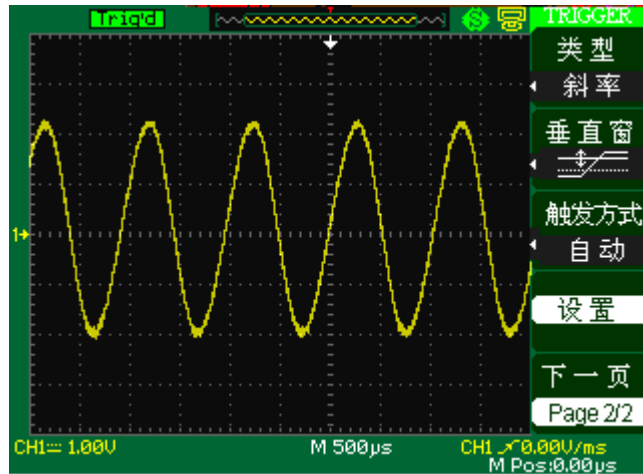 Trig'd
TRIGGER
类型
斜率
垂直窗
触发方式
自动
设置
下一页
Page 2/2
1
CH1 1.00V M 500µs CH1 0.00V/ms
M Pos:0.00µs